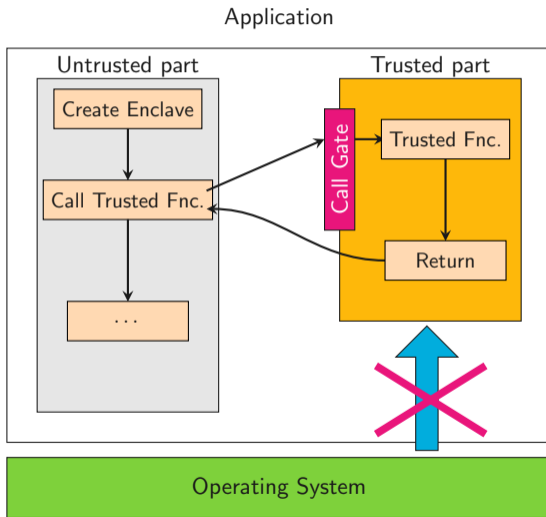 Application
Untrusted part
Trusted part
Create Enclave
Call Trusted Fnc.
...
Call Gate
Trusted Fnc.
Return
Operating System